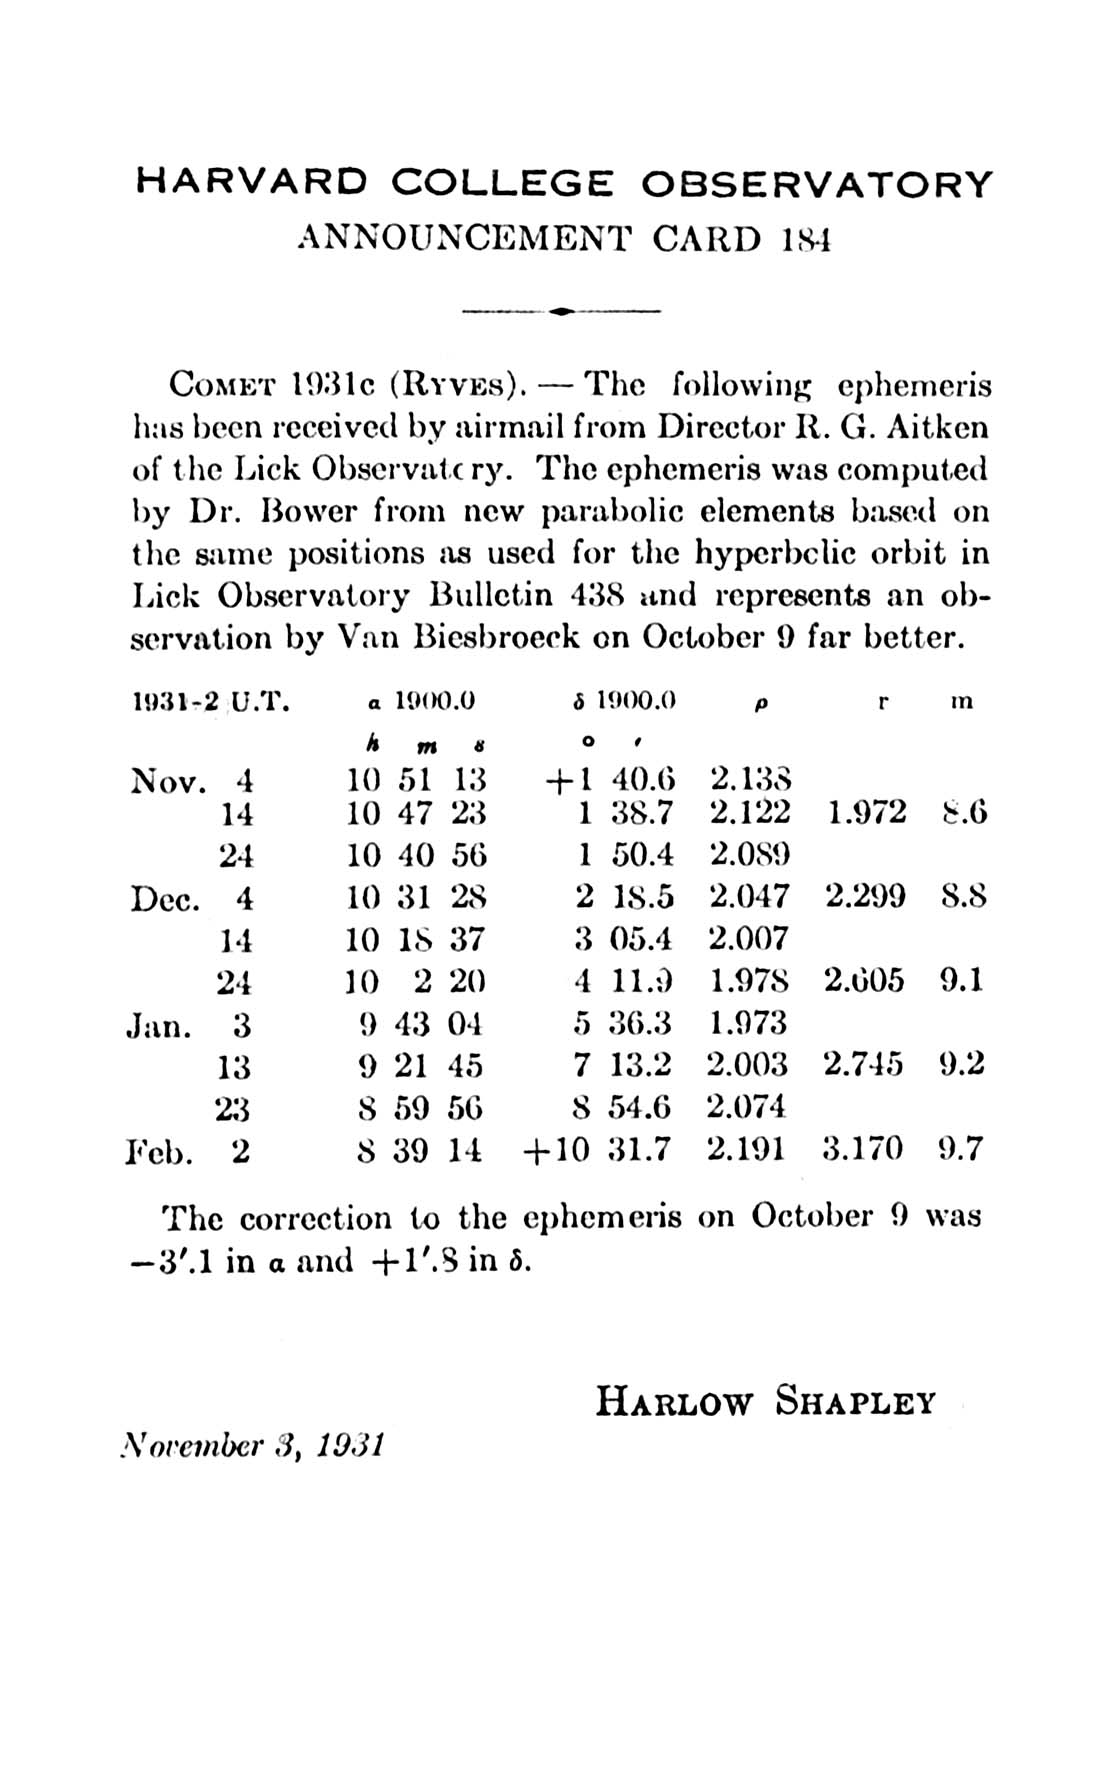 HARVARD COLLEGE OBSERVATORY
ANNOUNCEMENT CARD 184
COMET 1931c (RYVES). — The following ephemeris
has been received by airmail from Director R. G. Aitken
of the Lick Observatory. The ephemeris was computed
by Dr. Bower from new parabolic elements based on
the same positions as used for the hyperbolic orbit in
Lick Observatory Bulletin 438 and represents an ob-
servation by Van Biesbroeck on October 9 far better.
1931-2 U.T. α 1900.0 δ 1900.0 ρ r m
h m s o ′
Nov. 4 10 51 13 +1 40.6 2.138
14 10 47 23 1 38.7 2.122 1.972 8.6
24 10 40 56 1 50.4 2.089
Dec. 4 10 31 28 2 18.5 2.047 2.299 8.8
14 10 18 37 3 05.4 2.007
24 10 2 20 4 11.9 1.978 2.605 9.1
Jan. 3 9 43 04 5 36.3 1.973
13 9 21 45 7 13.2 2.003 2.745 9.2
23 8 59 56 8 54.6 2.074
Feb. 2 8 39 14 +10 31.7 2.191 3.170 9.7
The correction to the ephemeris on October 9 was
−3′.1 in α and +1′.8 in δ.
HARLOW SHAPLEY
November 3, 1931